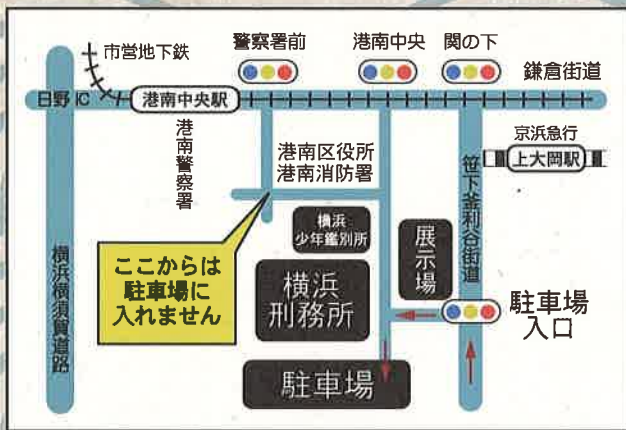 市営地下鉄
警察署前
港南中央
関の下
鎌倉街道
日野IC
港南中央駅
京浜急行
上大岡駅
港南警察署
港南区役所
港南消防署
笹下釜利谷街道
横浜
少年鑑別所
展示場
ここからは
駐車場に
入れません
横浜
刑務所
駐車場
入口
横浜横須賀道路
駐車場